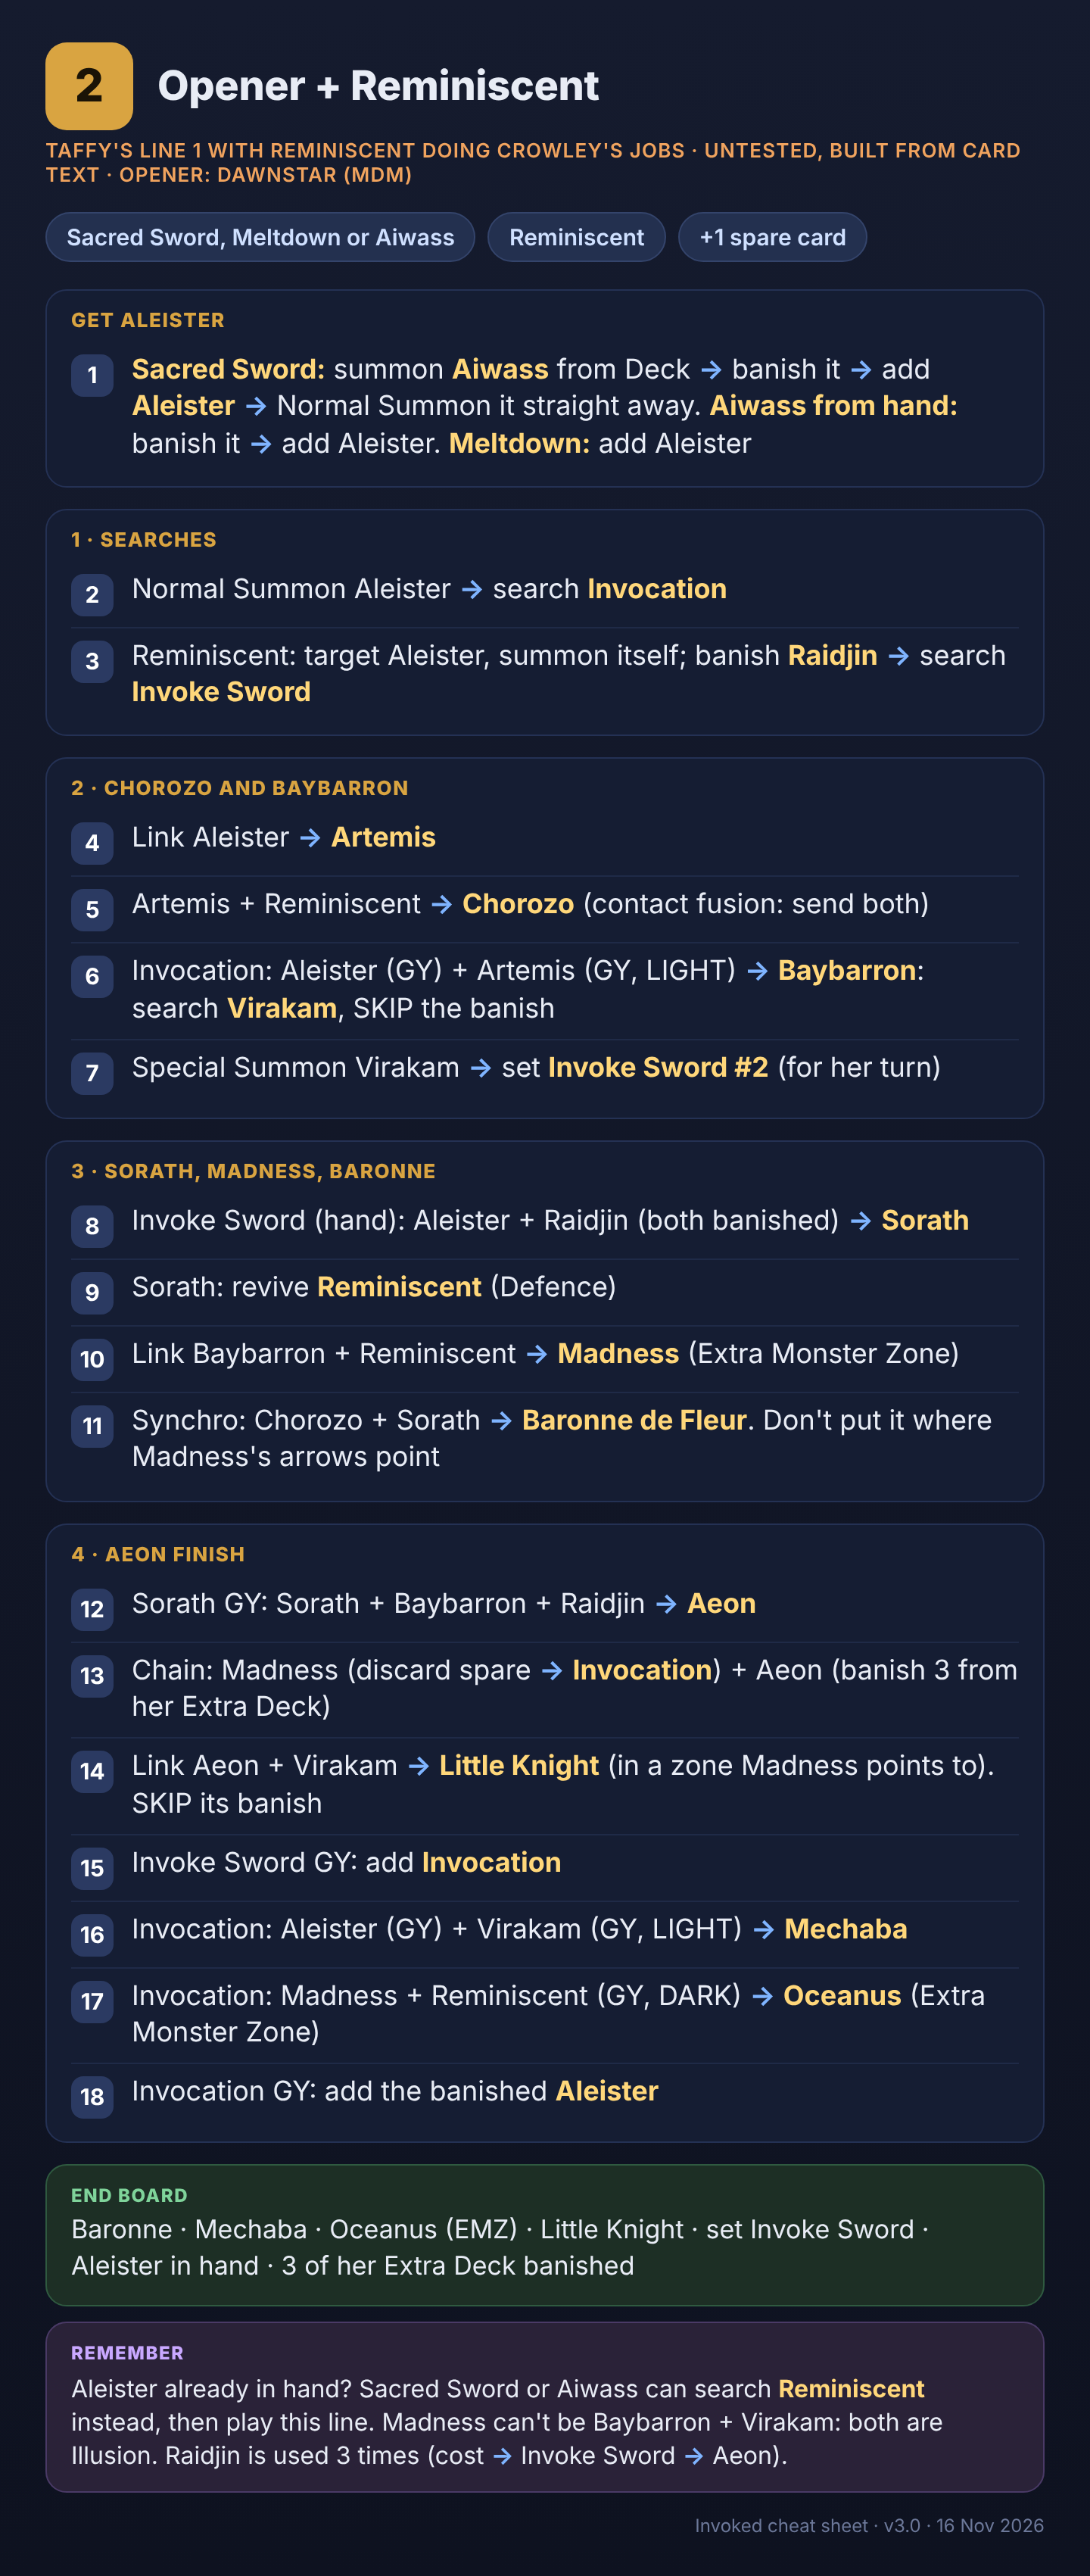 2
Opener + Reminiscent
TAFFY'S LINE 1 WITH REMINISCENT DOING CROWLEY'S JOBS · UNTESTED, BUILT FROM CARD
TEXT · OPENER: DAWNSTAR (MDM)
Sacred Sword, Meltdown or Aiwass
Reminiscent
+1 spare card
GET ALEISTER
1 Sacred Sword: summon Aiwass from Deck → banish it → add
Aleister → Normal Summon it straight away. Aiwass from hand:
banish it → add Aleister. Meltdown: add Aleister
1 · SEARCHES
2 Normal Summon Aleister → search Invocation
3 Reminiscent: target Aleister, summon itself; banish Raidjin → search
Invoke Sword
2 · CHOROZO AND BAYBARRON
4 Link Aleister → Artemis
5 Artemis + Reminiscent → Chorozo (contact fusion: send both)
6 Invocation: Aleister (GY) + Artemis (GY, LIGHT) → Baybarron:
search Virakam, SKIP the banish
7 Special Summon Virakam → set Invoke Sword #2 (for her turn)
3 · SORATH, MADNESS, BARONNE
8 Invoke Sword (hand): Aleister + Raidjin (both banished) → Sorath
9 Sorath: revive Reminiscent (Defence)
10 Link Baybarron + Reminiscent → Madness (Extra Monster Zone)
11 Synchro: Chorozo + Sorath → Baronne de Fleur. Don't put it where
Madness's arrows point
4 · AEON FINISH
12 Sorath GY: Sorath + Baybarron + Raidjin → Aeon
13 Chain: Madness (discard spare → Invocation) + Aeon (banish 3 from
her Extra Deck)
14 Link Aeon + Virakam → Little Knight (in a zone Madness points to).
SKIP its banish
15 Invoke Sword GY: add Invocation
16 Invocation: Aleister (GY) + Virakam (GY, LIGHT) → Mechaba
17 Invocation: Madness + Reminiscent (GY, DARK) → Oceanus (Extra
Monster Zone)
18 Invocation GY: add the banished Aleister
END BOARD
Baronne · Mechaba · Oceanus (EMZ) · Little Knight · set Invoke Sword ·
Aleister in hand · 3 of her Extra Deck banished
REMEMBER
Aleister already in hand? Sacred Sword or Aiwass can search Reminiscent
instead, then play this line. Madness can't be Baybarron + Virakam: both are
Illusion. Raidjin is used 3 times (cost → Invoke Sword → Aeon).
Invoked cheat sheet · v3.0 · 16 Nov 2026